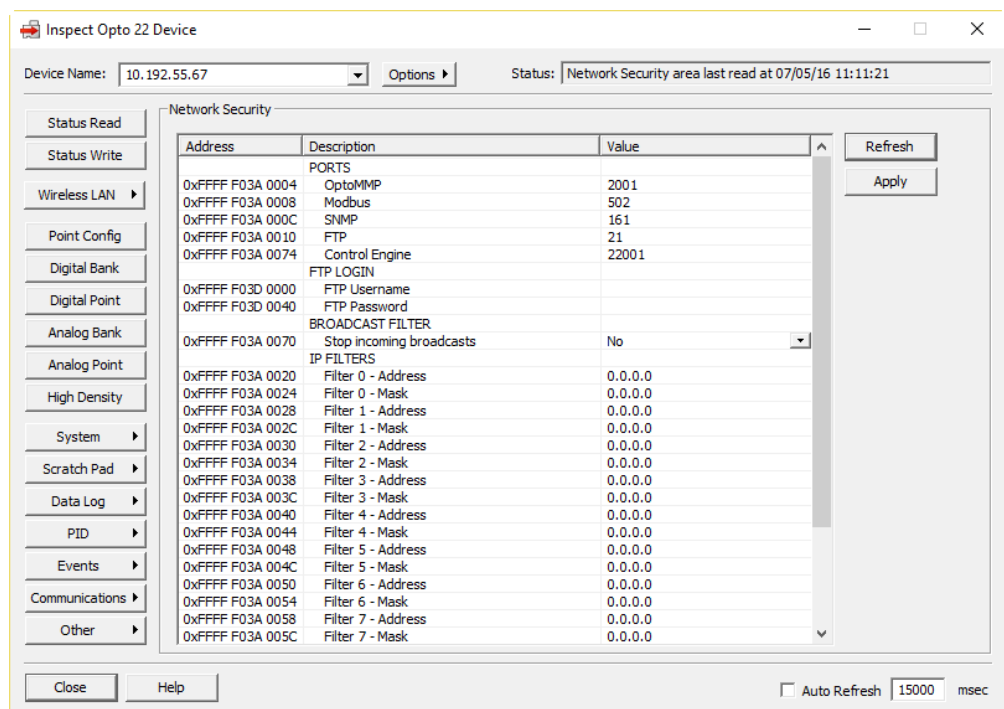 Inspect Opto 22 Device
Device Name: 10.192.55.67 Options Status: Network Security area last read at 07/05/16 11:11:21
Status Read
Status Write
Wireless LAN
Point Config
Digital Bank
Digital Point
Analog Bank
Analog Point
High Density
System
Scratch Pad
Data Log
PID
Events
Communications
Other
Network Security
Address Description Value
PORTS
0xFFFF F03A 0004 OptoMMP 2001
0xFFFF F03A 0008 Modbus 502
0xFFFF F03A 000C SNMP 161
0xFFFF F03A 0010 FTP 21
0xFFFF F03A 0074 Control Engine 22001
FTP LOGIN
0xFFFF F03D 0000 FTP Username
0xFFFF F03D 0040 FTP Password
BROADCAST FILTER
0xFFFF F03A 0070 Stop incoming broadcasts No
IP FILTERS
0xFFFF F03A 0020 Filter 0 - Address 0.0.0.0
0xFFFF F03A 0024 Filter 0 - Mask 0.0.0.0
0xFFFF F03A 0028 Filter 1 - Address 0.0.0.0
0xFFFF F03A 002C Filter 1 - Mask 0.0.0.0
0xFFFF F03A 0030 Filter 2 - Address 0.0.0.0
0xFFFF F03A 0034 Filter 2 - Mask 0.0.0.0
0xFFFF F03A 0038 Filter 3 - Address 0.0.0.0
0xFFFF F03A 003C Filter 3 - Mask 0.0.0.0
0xFFFF F03A 0040 Filter 4 - Address 0.0.0.0
0xFFFF F03A 0044 Filter 4 - Mask 0.0.0.0
0xFFFF F03A 0048 Filter 5 - Address 0.0.0.0
0xFFFF F03A 004C Filter 5 - Mask 0.0.0.0
0xFFFF F03A 0050 Filter 6 - Address 0.0.0.0
0xFFFF F03A 0054 Filter 6 - Mask 0.0.0.0
0xFFFF F03A 0058 Filter 7 - Address 0.0.0.0
0xFFFF F03A 005C Filter 7 - Mask 0.0.0.0
Refresh
Apply
Close Help Auto Refresh 15000 msec